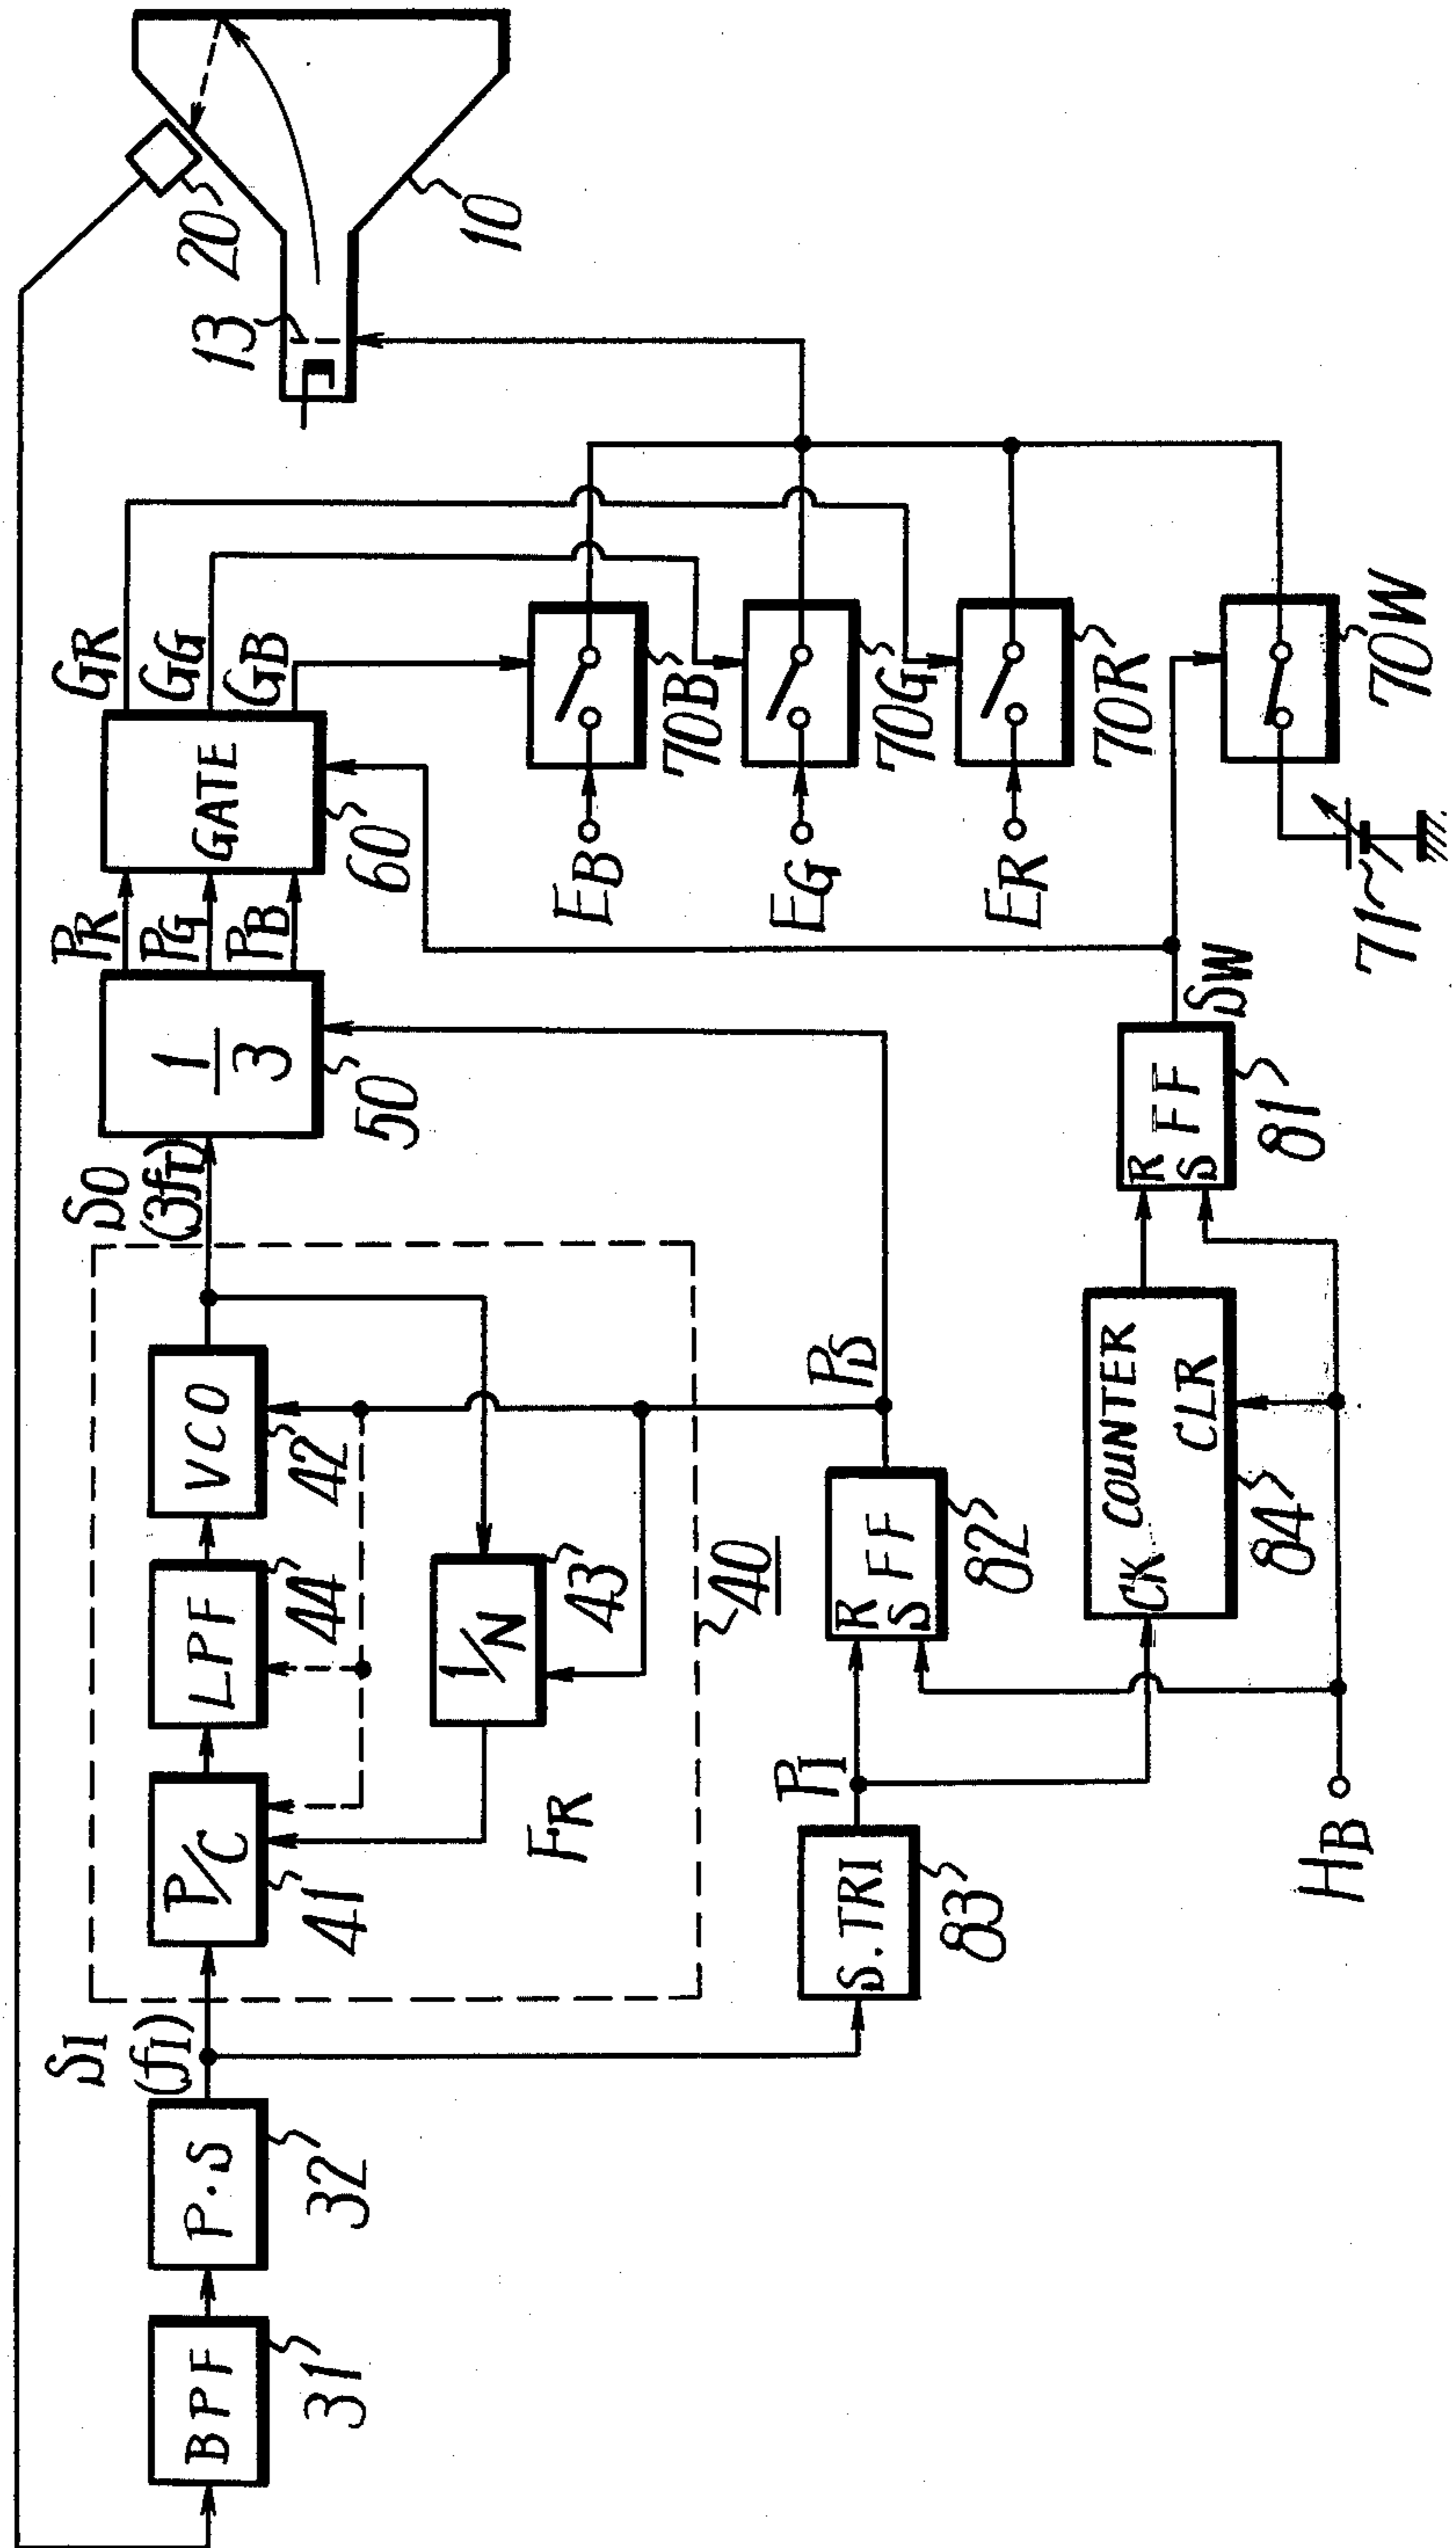 BPF
31
P.S
32
SI
(fI)
P/C
41
LPF
44
VCO
42
1/N
43
FR
40
SO
(3fI)
1/3
50
PR
PG
PB
GATE
60
GR
GG
GB
13
20
10
EB
70B
EG
70G
ER
70R
70W
71
S.TRI
83
PI
R
S
FF
82
PS
CK
COUNTER
CLR
84
R
S
FF
81
SW
HB